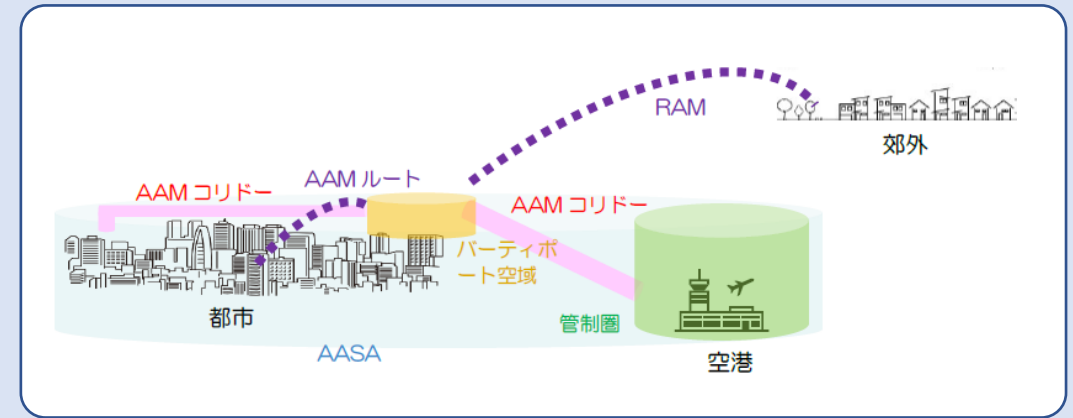 RAM
郊外
AAM ルート
AAM コリドー
AAM コリドー
バーティポ
ート空域
都市
管制圏
AASA
空港